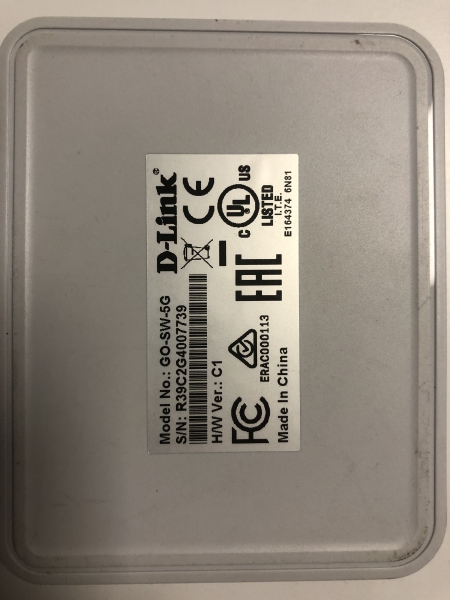 D-Link®
Model No.: GO-SW-5G
S/N: R39C2G4007739
H/W Ver.: C1
CE
C UL US
LISTED
I.T.E.
E164374 6N81
FC
ERAC000113
EAC
Made in China